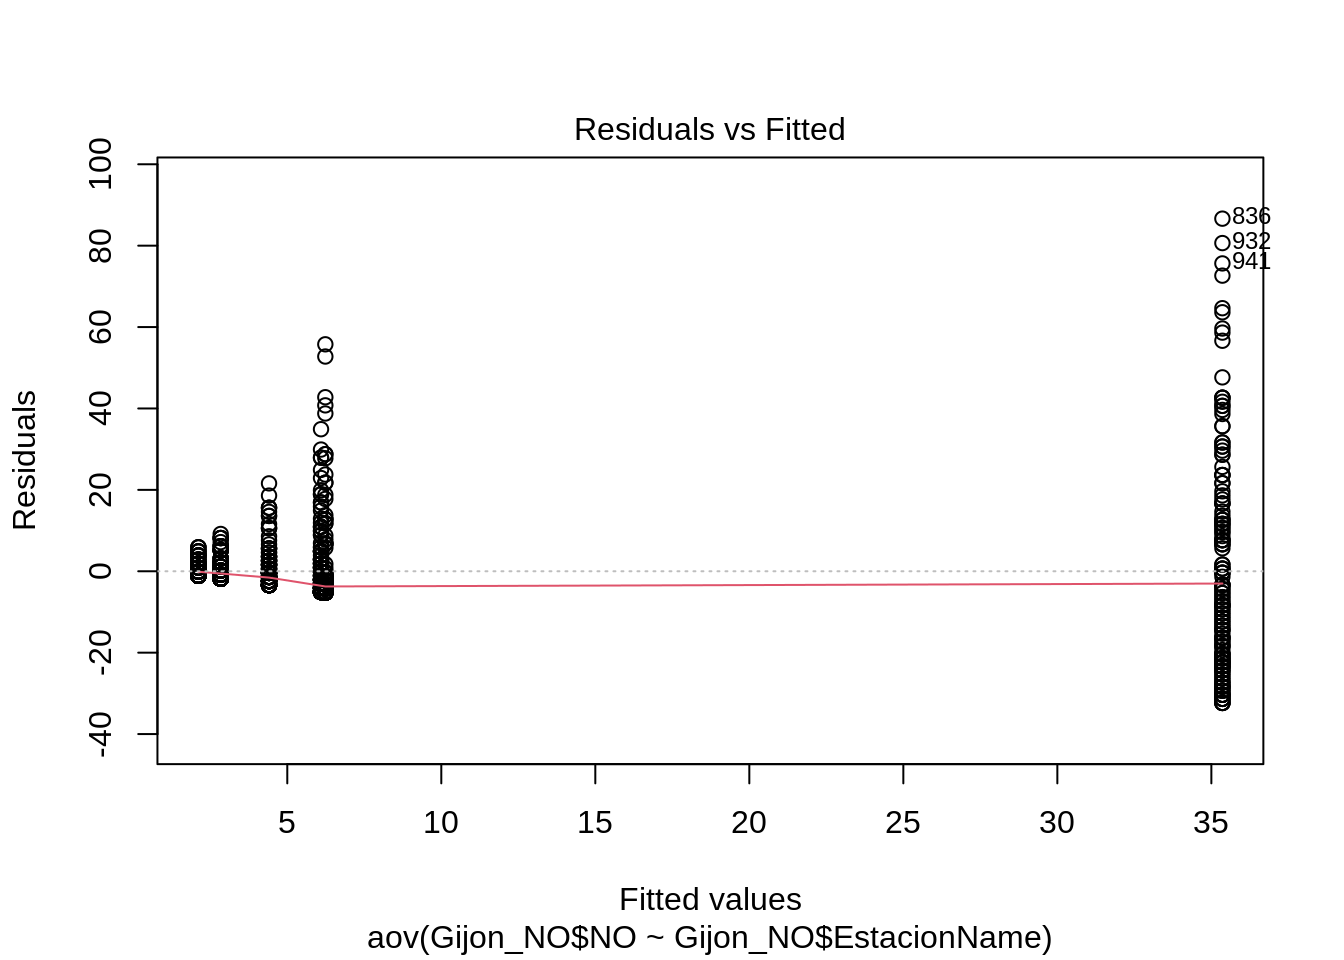 Residuals vs Fitted
Residuals
100
80
60
40
20
0
-20
-40
836
932
941
5 10 15 20 25 30 35
Fitted values
aov(Gijon_NO$NO ~ Gijon_NO$EstacionName)